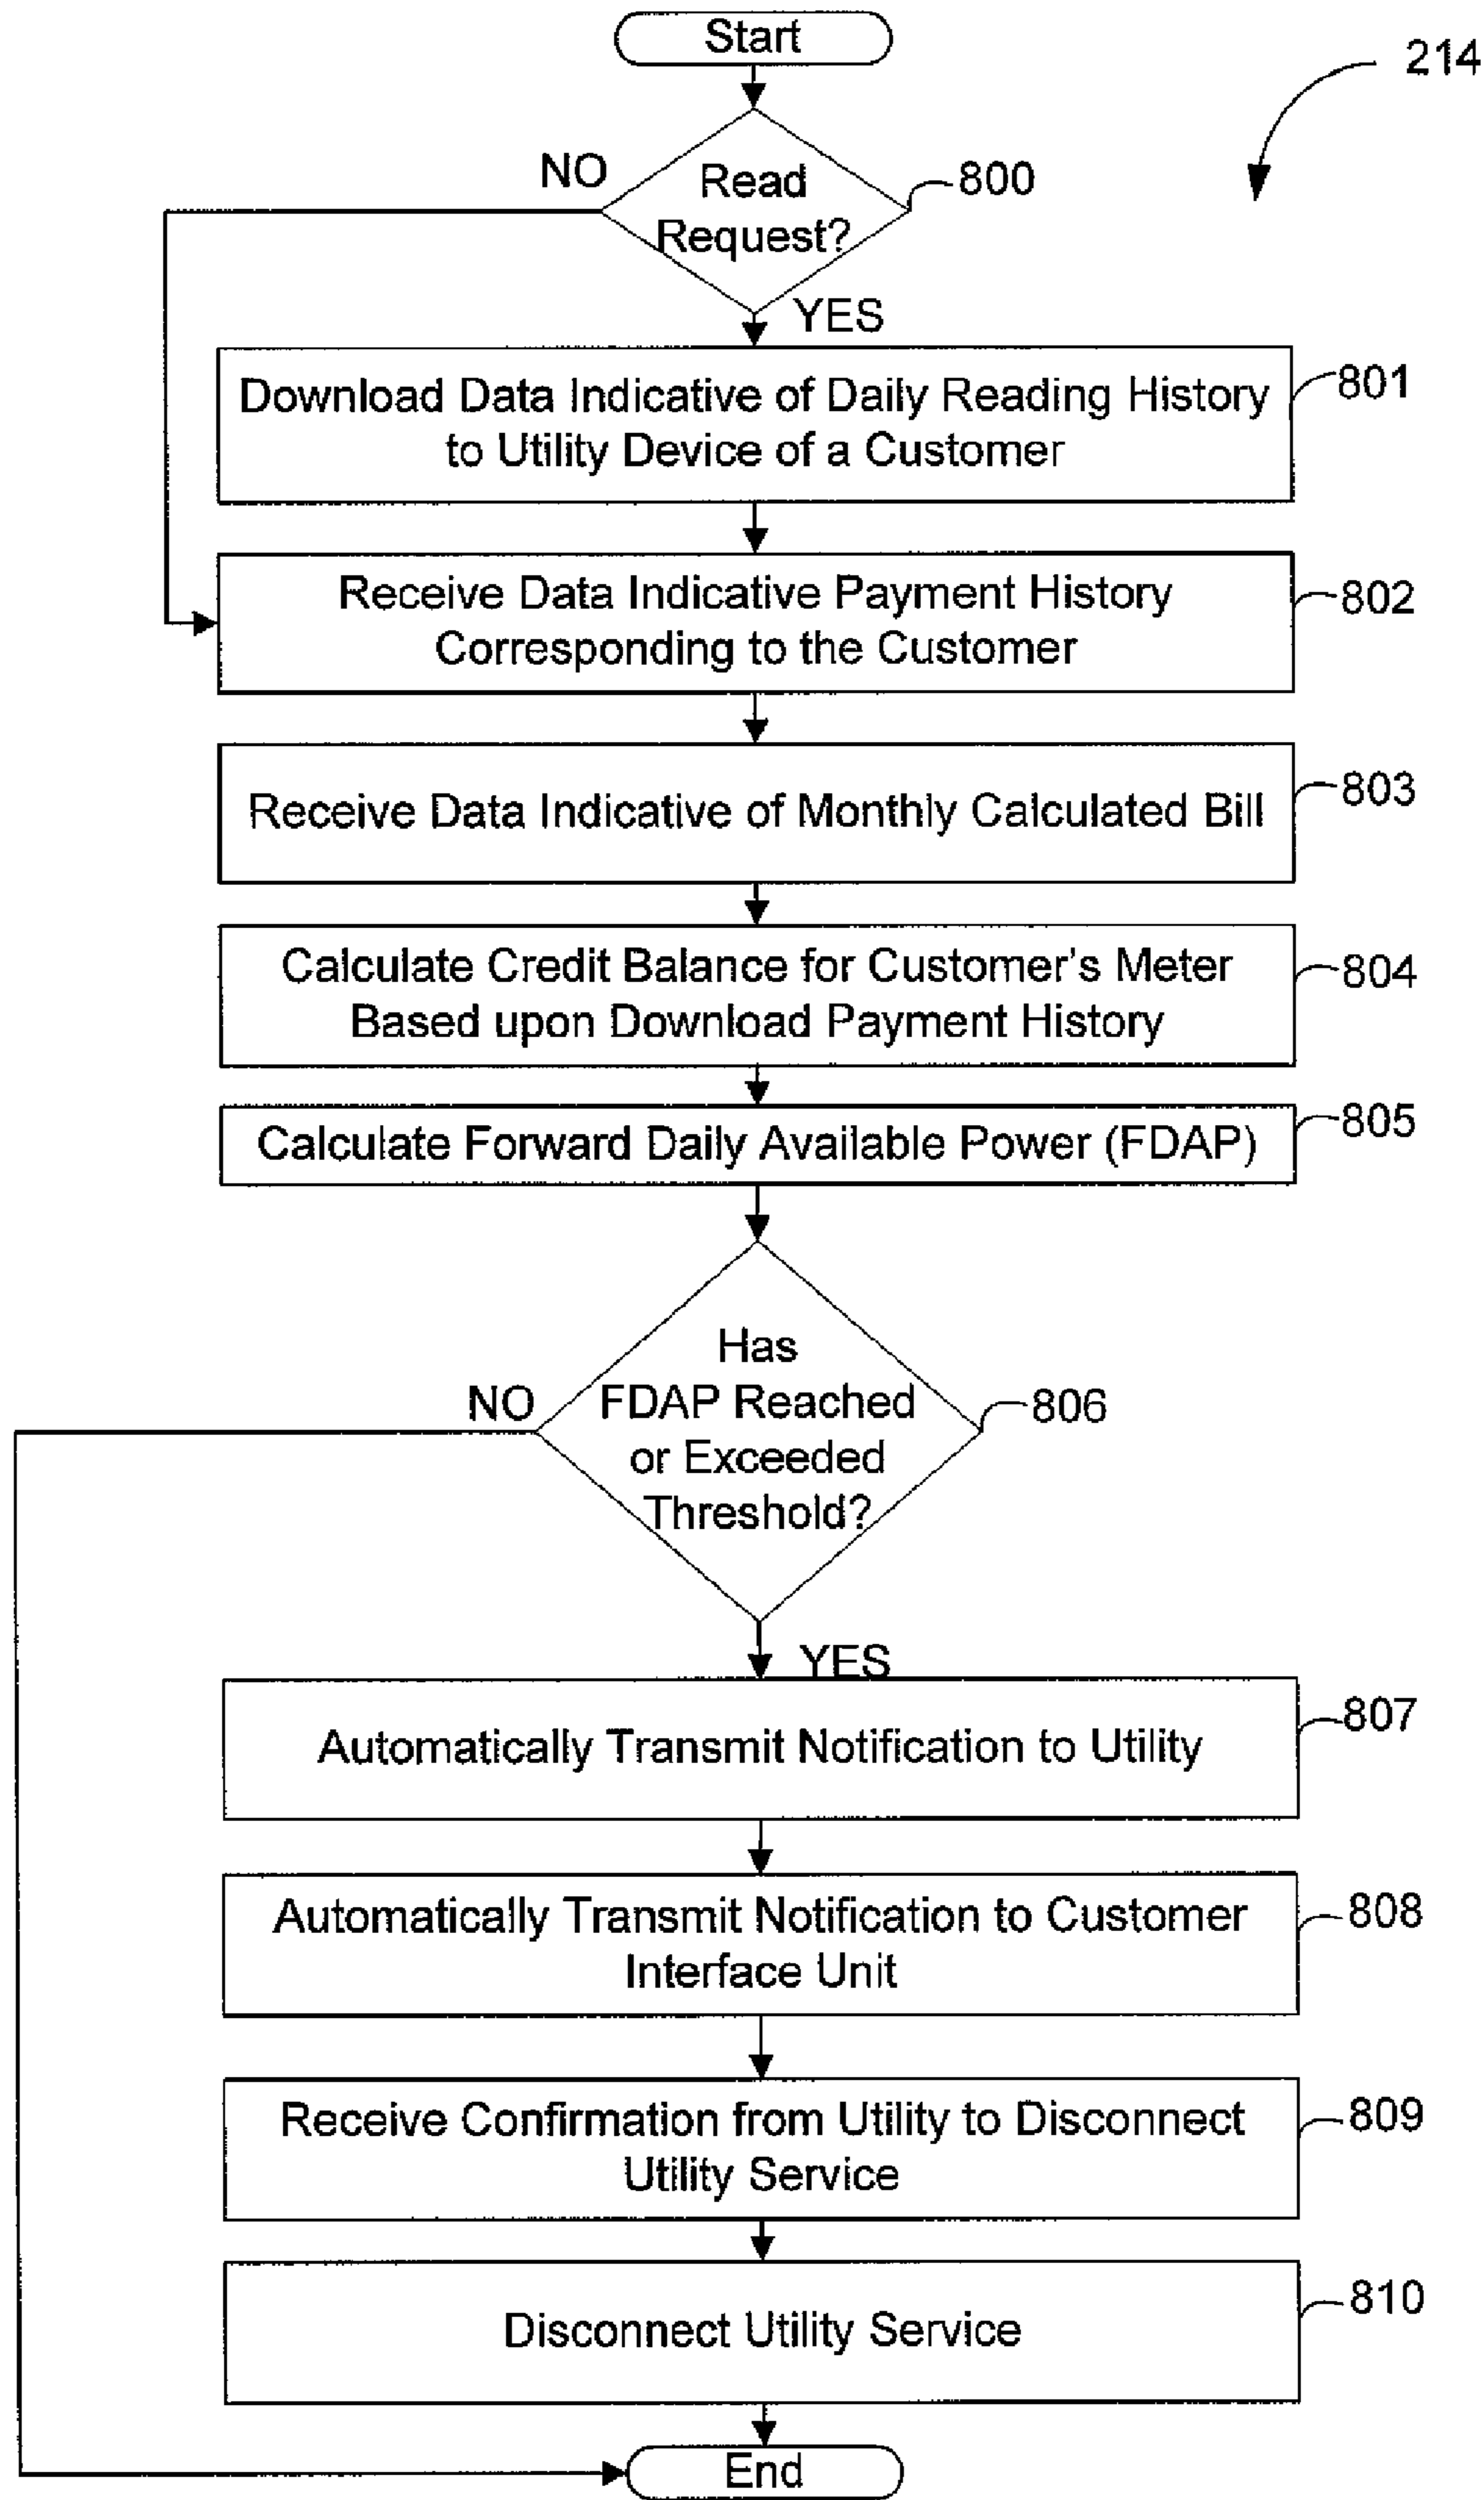 Start
214
NO
Read
Request?
800
YES
Download Data Indicative of Daily Reading History
to Utility Device of a Customer
801
Receive Data Indicative Payment History
Corresponding to the Customer
802
Receive Data Indicative of Monthly Calculated Bill
803
Calculate Credit Balance for Customer's Meter
Based upon Download Payment History
804
Calculate Forward Daily Available Power (FDAP)
805
Has
FDAP Reached
or Exceeded
Threshold?
NO
806
YES
Automatically Transmit Notification to Utility
807
Automatically Transmit Notification to Customer
Interface Unit
808
Receive Confirmation from Utility to Disconnect
Utility Service
809
Disconnect Utility Service
810
End